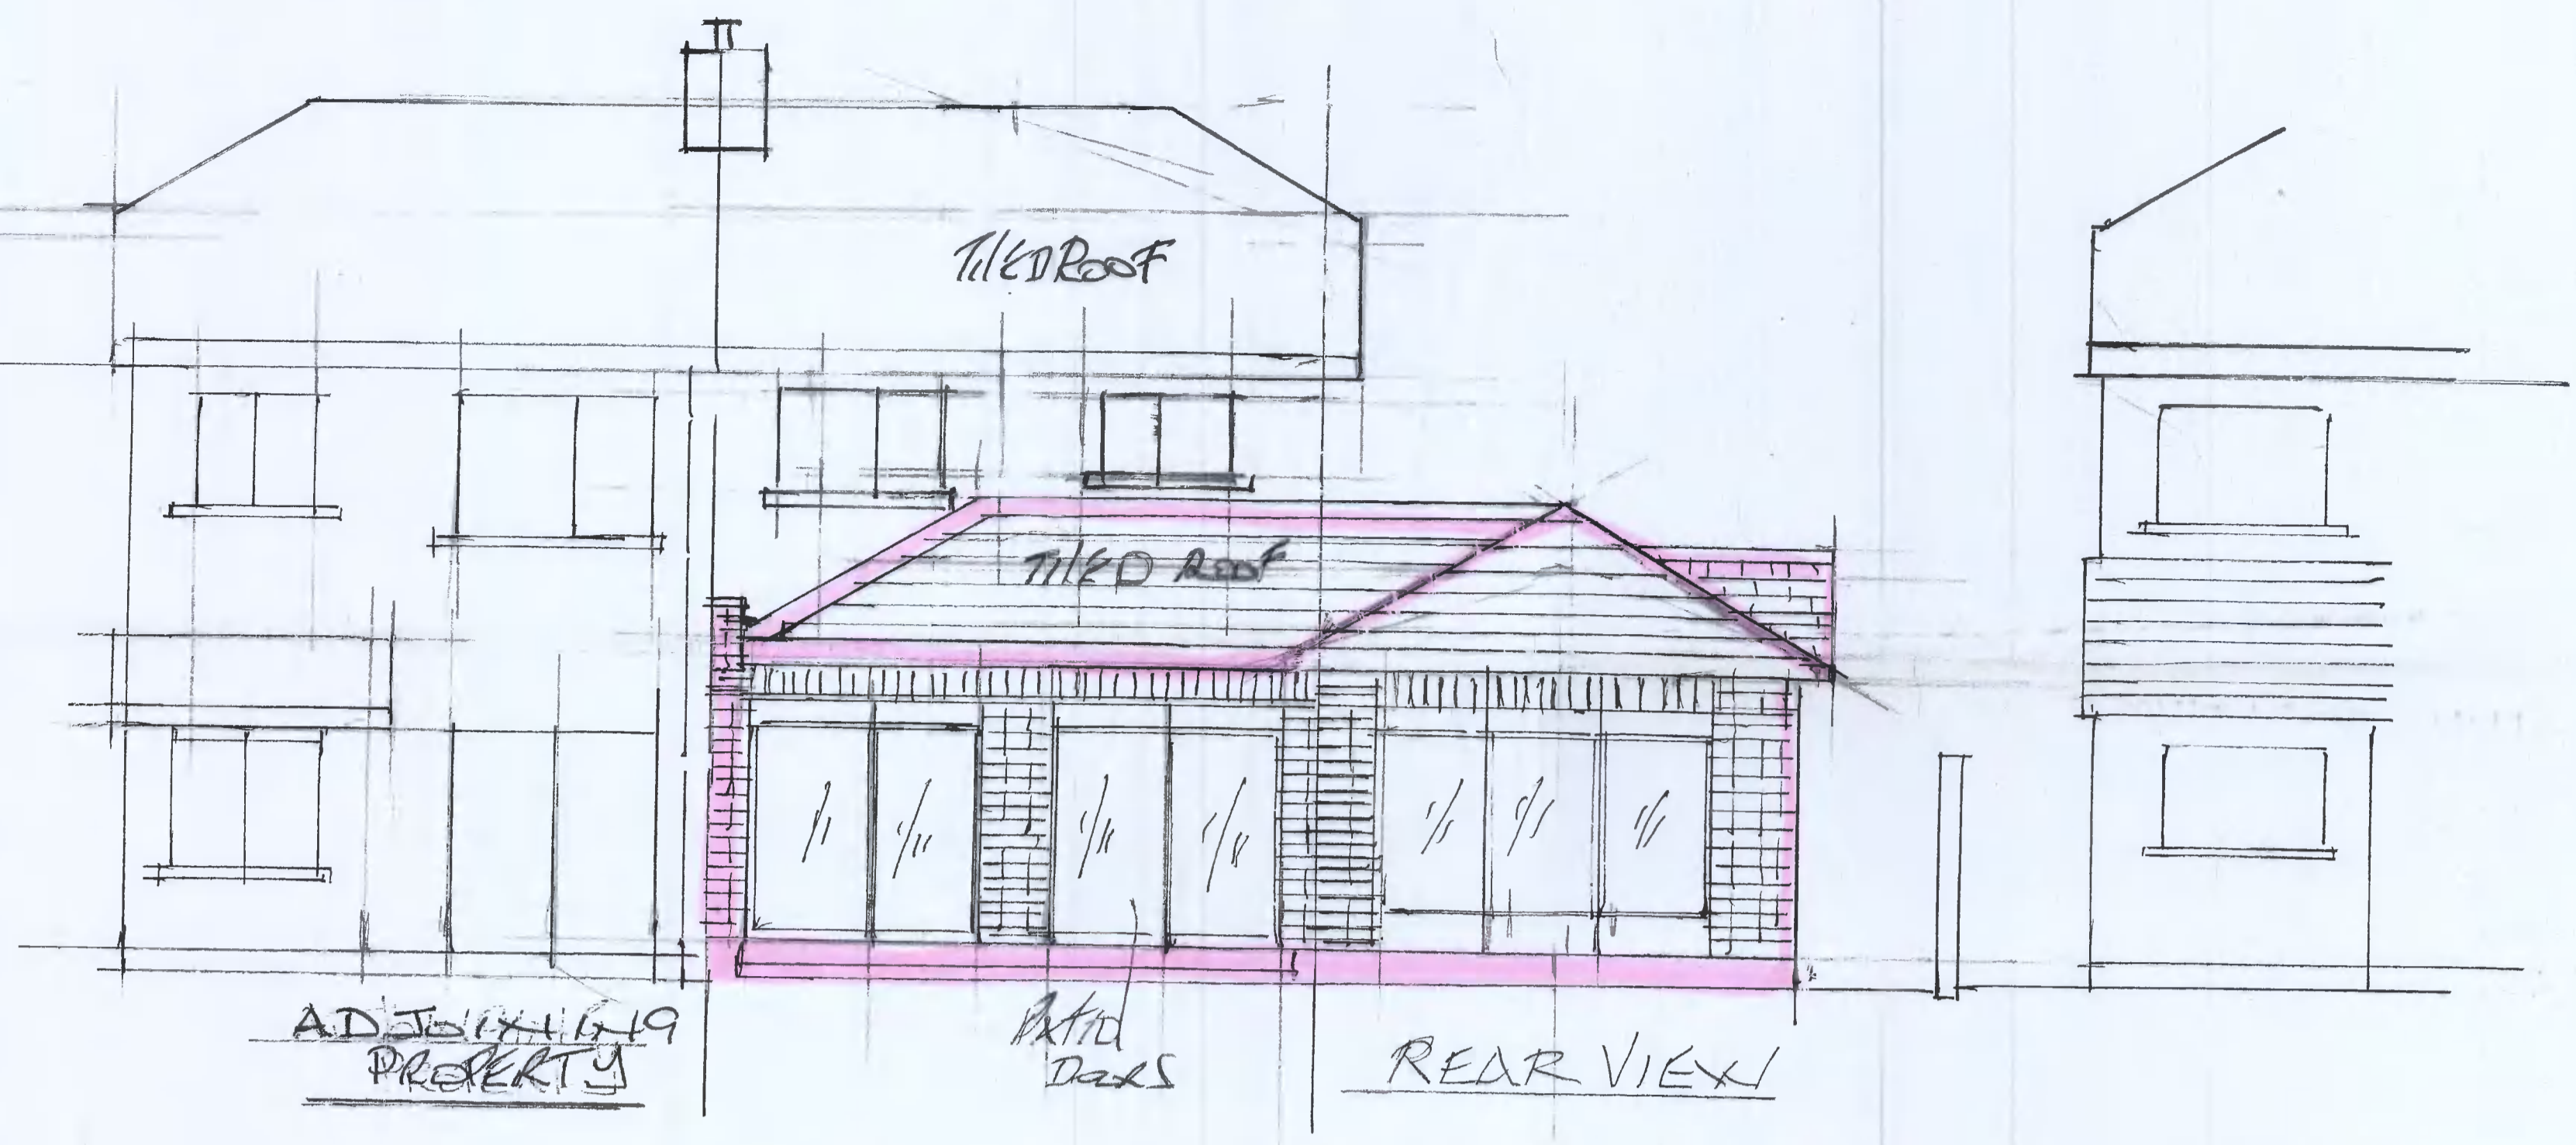 TILED ROOF
TILED ROOF
ADJOINING
PROPERTY
PATIO
DOORS
REAR VIEW